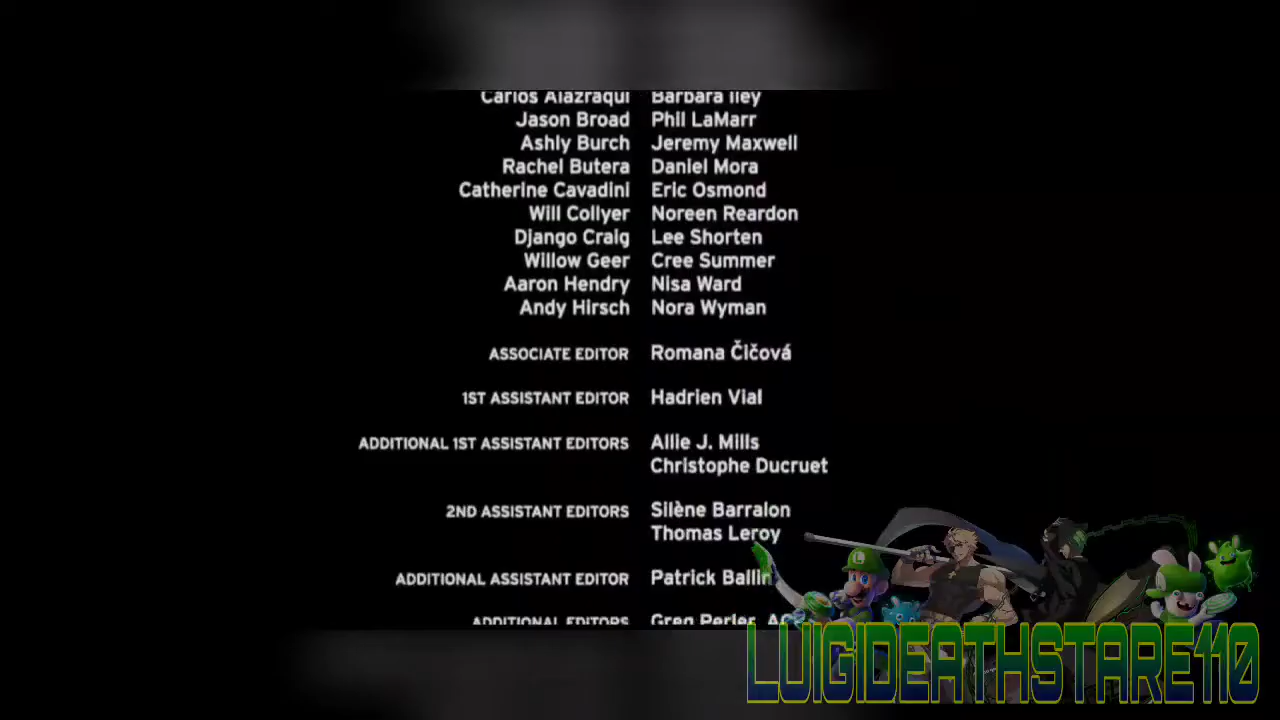 Carlos Alazraqui Barbara Iley
Jason Broad Phil LaMarr
Ashly Burch Jeremy Maxwell
Rachel Butera Daniel Mora
Catherine Cavadini Eric Osmond
Will Collyer Noreen Reardon
Django Craig Lee Shorten
Willow Geer Cree Summer
Aaron Hendry Nisa Ward
Andy Hirsch Nora Wyman
ASSOCIATE EDITOR Romana Čičová
1ST ASSISTANT EDITOR Hadrien Vial
ADDITIONAL 1ST ASSISTANT EDITORS Allie J. Mills
Christophe Ducruet
2ND ASSISTANT EDITORS Silène Barralon
Thomas Leroy
ADDITIONAL ASSISTANT EDITOR Patrick Ballin
ADDITIONAL EDITORS Greg Perler,
LUIGIDEATHSTARE110